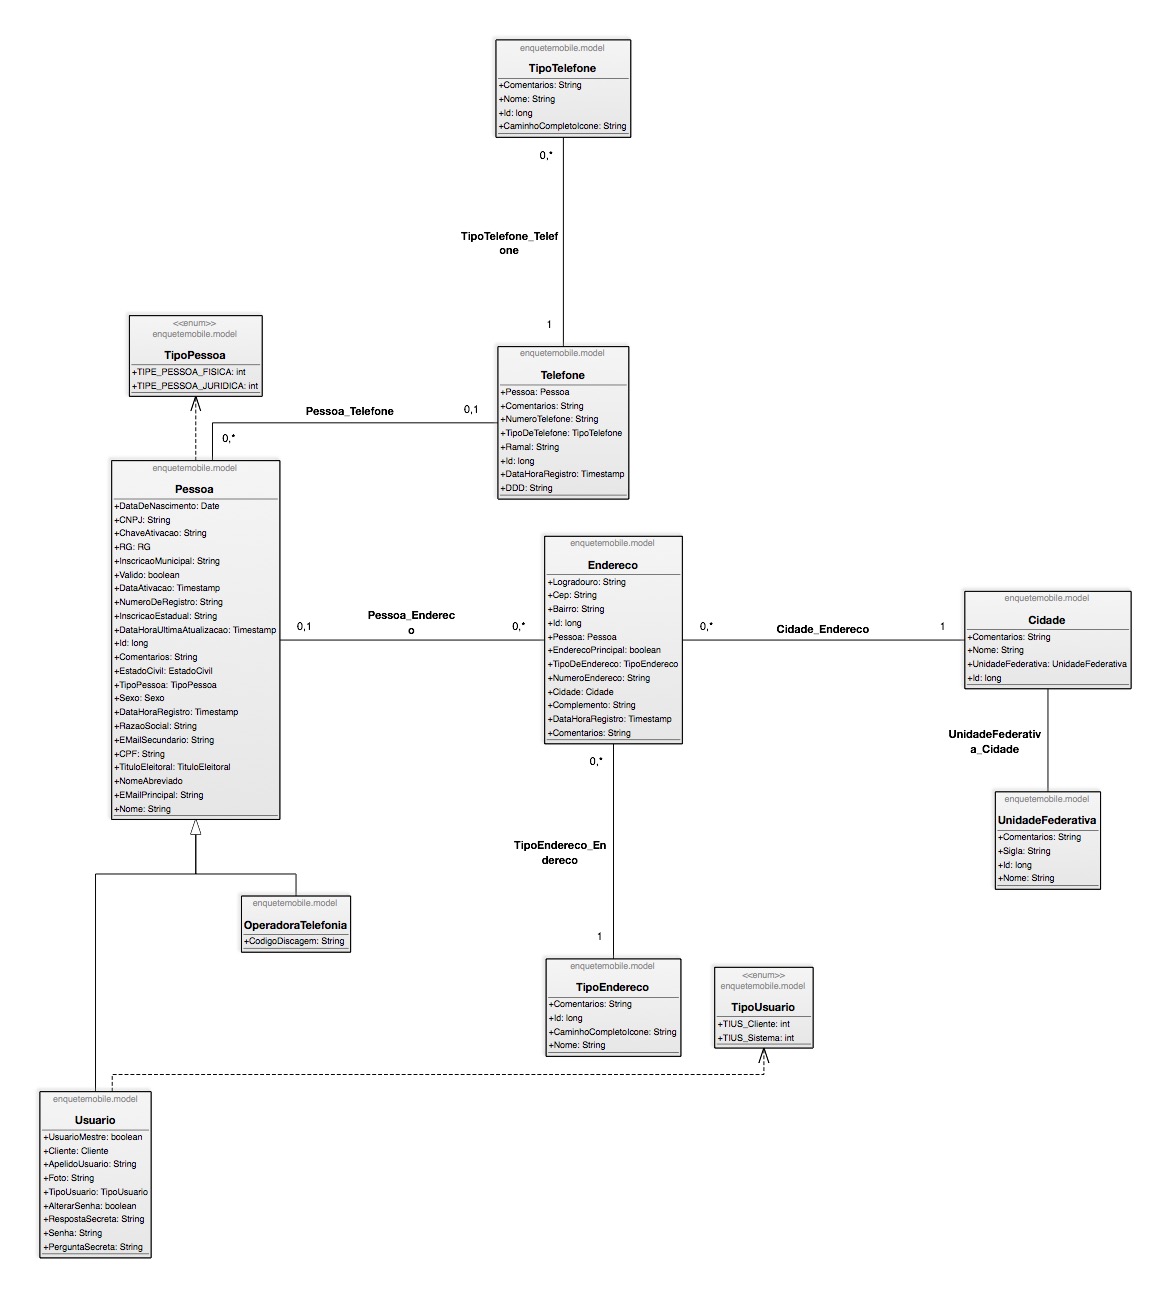 enquetemobile.model
TipoTelefone
+Comentarios: String
+Nome: String
+Id: long
+CaminhoCompletoIcone: String
0,*
TipoTelefone_Telef
one
1
<<enum>>
enquetemobile.model
TipoPessoa
+TIPE_PESSOA_FISICA: int
+TIPE_PESSOA_JURIDICA: int
enquetemobile.model
Telefone
+Pessoa: Pessoa
+Comentarios: String
+NumeroTelefone: String
+TipoDeTelefone: TipoTelefone
+Ramal: String
+Id: long
+DataHoraRegistro: Timestamp
+DDD: String
Pessoa_Telefone
0,1
0,*
enquetemobile.model
Pessoa
+DataDeNascimento: Date
+CNPJ: String
+ChaveAtivacao: String
+RG: RG
+InscricaoMunicipal: String
+Valido: boolean
+DataAtivacao: Timestamp
+NumeroDeRegistro: String
+InscricaoEstadual: String
+DataHoraUltimaAtualizacao: Timestamp
+Id: long
+Comentarios: String
+EstadoCivil: EstadoCivil
+TipoPessoa: TipoPessoa
+Sexo: Sexo
+DataHoraRegistro: Timestamp
+RazaoSocial: String
+EMailSecundario: String
+CPF: String
+TituloEleitoral: TituloEleitoral
+NomeAbreviado
+EMailPrincipal: String
+Nome: String
0,1
Pessoa_Enderec
o
0,*
enquetemobile.model
Endereco
+Logradouro: String
+Cep: String
+Bairro: String
+Id: long
+Pessoa: Pessoa
+EnderecoPrincipal: boolean
+TipoDeEndereco: TipoEndereco
+NumeroEndereco: String
+Cidade: Cidade
+Complemento: String
+DataHoraRegistro: Timestamp
+Comentarios: String
0,*
Cidade_Endereco
1
enquetemobile.model
Cidade
+Comentarios: String
+Nome: String
+UnidadeFederativa: UnidadeFederativa
+Id: long
UnidadeFederativ
a_Cidade
enquetemobile.model
UnidadeFederativa
+Comentarios: String
+Sigla: String
+Id: long
+Nome: String
0,*
TipoEndereco_En
dereco
1
enquetemobile.model
OperadoraTelefonia
+CodigoDiscagem: String
enquetemobile.model
TipoEndereco
+Comentarios: String
+Id: long
+CaminhoCompletoIcone: String
+Nome: String
<<enum>>
enquetemobile.model
TipoUsuario
+TIUS_Cliente: int
+TIUS_Sistema: int
enquetemobile.model
Usuario
+UsuarioMestre: boolean
+Cliente: Cliente
+ApelidoUsuario: String
+Foto: String
+TipoUsuario: TipoUsuario
+AlterarSenha: boolean
+RespostaSecreta: String
+Senha: String
+PerguntaSecreta: String